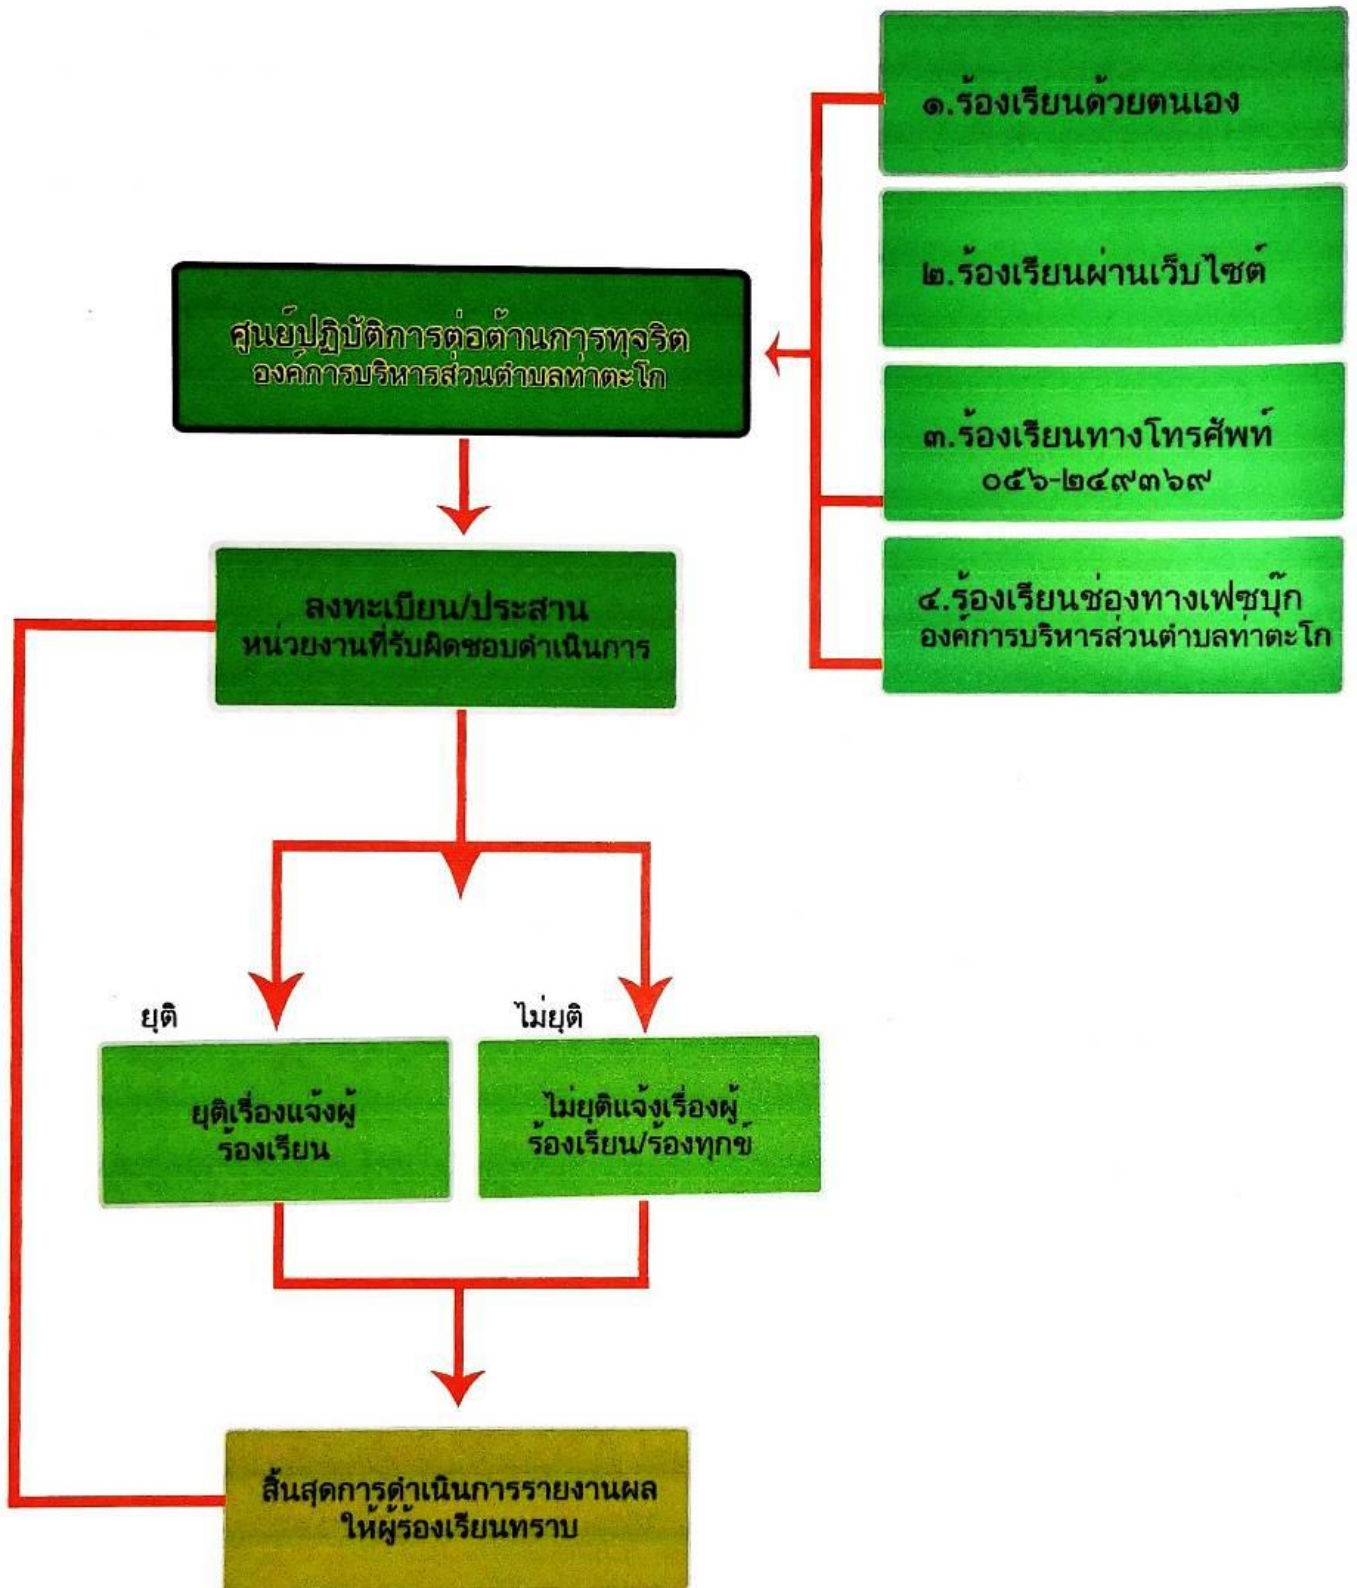 ๑.ร้องเรียนด้วยตนเอง
๒.ร้องเรียนผ่านเว็บไซต์
๓.ร้องเรียนทางโทรศัพท์
๐๕๖-๒๔๙๓๖๙
๔.ร้องเรียนช่องทางเฟซบุ๊ก
องค์การบริหารส่วนตำบลท่าตะโก
ศูนย์ปฏิบัติการต่อต้านการทุจริต
องค์การบริหารส่วนตำบลท่าตะโก
ลงทะเบียน/ประสาน
หน่วยงานที่รับผิดชอบดำเนินการ
ยุติ
ยุติเรื่องแจ้งผู้
ร้องเรียน
ไม่ยุติ
ไม่ยุติแจ้งเรื่องผู้
ร้องเรียน/ร้องทุกข์
สิ้นสุดการดำเนินการรายงานผล
ให้ผู้ร้องเรียนทราบ